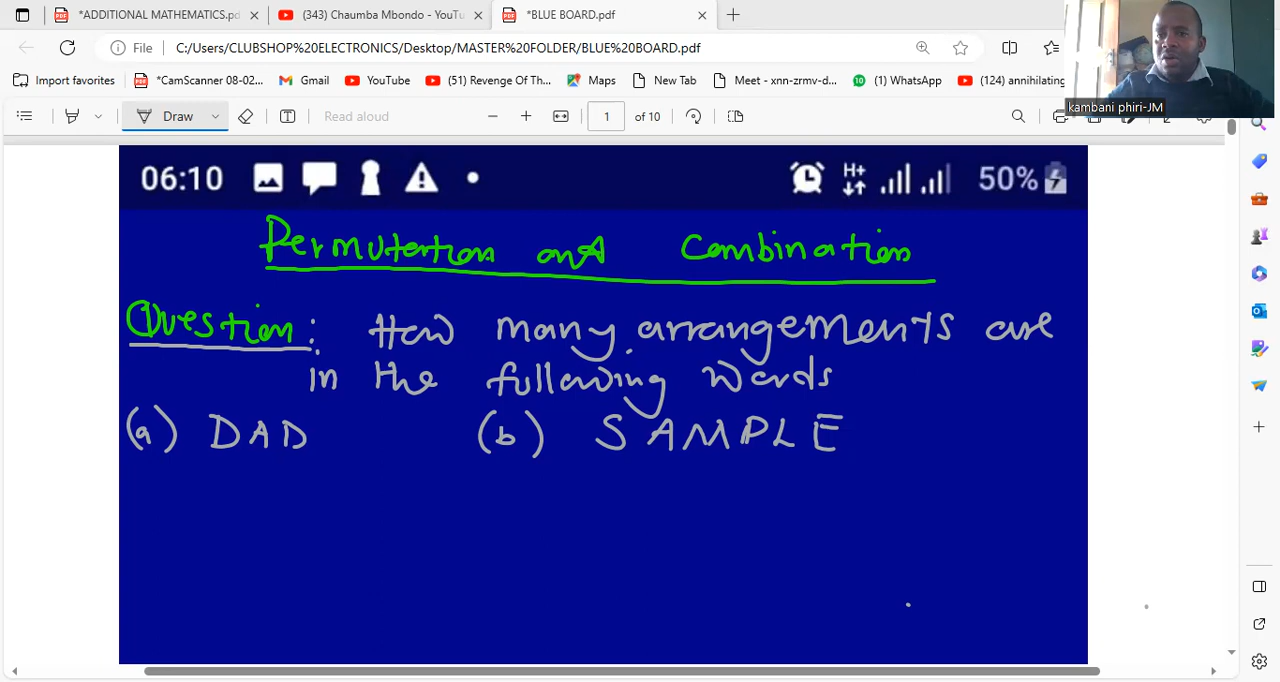 *ADDITIONAL MATHEMATICS.pd
(343) Chaumba Mbondo - YouT
*BLUE BOARD.pdf
File
C:/Users/CLUBSHOP%20ELECTRONICS/Desktop/MASTER%20FOLDER/BLUE%20BOARD.pdf
Import favorites
*CamScanner 08-02...
Gmail
YouTube
(51) Revenge Of Th...
Maps
New Tab
Meet - xnn-zrmv-d...
(1) WhatsApp
(124) annihilating
kambani phiri-JM
Draw
Read aloud
1
of 10
06:10
H+
50%
Permutation and Combination
Question: How many arrangements are
in the following words
(a) DAD (b) SAMPLE